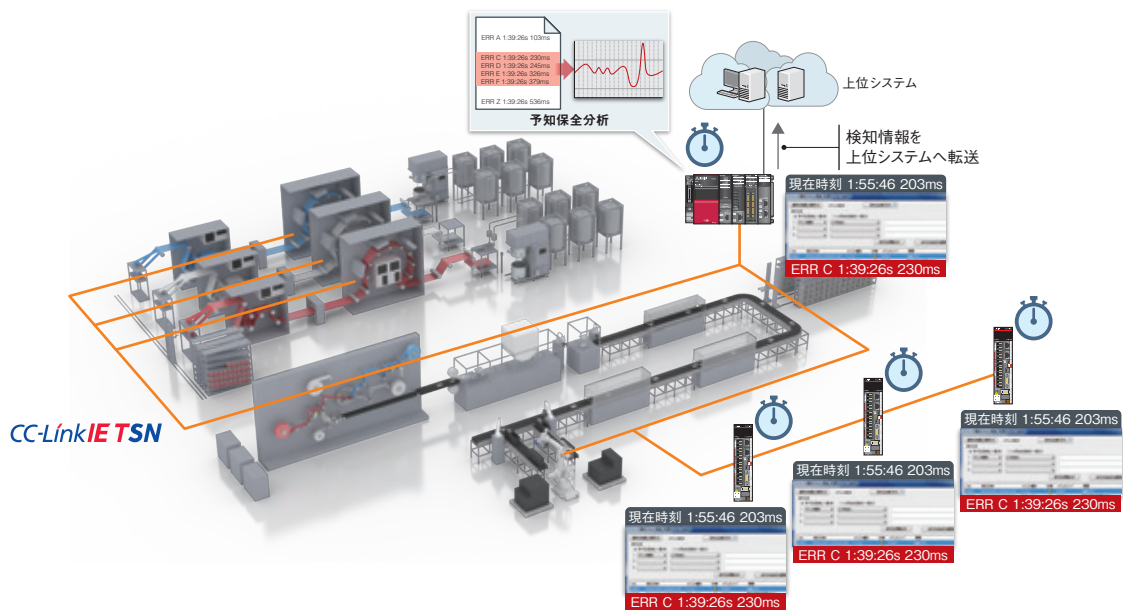 ERR A 1:39:26s 103ms
ERR C 1:39:26s 230ms
ERR D 1:39:26s 245ms
ERR E 1:39:26s 326ms
ERR F 1:39:26s 379ms
ERR Z 1:39:26s 536ms
予知保全分析
上位システム
検知情報を
上位システムへ転送
現在時刻 1:55:46 203ms
ERR C 1:39:26s 230ms
CC-Link IE TSN
現在時刻 1:55:46 203ms
ERR C 1:39:26s 230ms
現在時刻 1:55:46 203ms
ERR C 1:39:26s 230ms
現在時刻 1:55:46 203ms
ERR C 1:39:26s 230ms